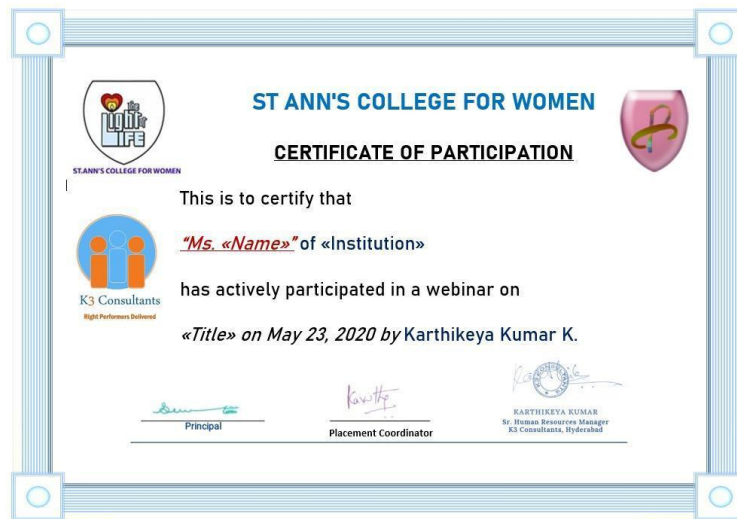 ST ANN'S COLLEGE FOR WOMEN
the
light of
LIFE
ST.ANN'S COLLEGE FOR WOMEN
CERTIFICATE OF PARTICIPATION
This is to certify that
“Ms. «Name»” of «Institution»
has actively participated in a webinar on
K3 Consultants
Right Performers Delivered
«Title» on May 23, 2020 by Karthikeya Kumar K.
Principal
Placement Coordinator
KARTHIKEYA KUMAR
Sr. Human Resources Manager
K3 Consultants, Hyderabad